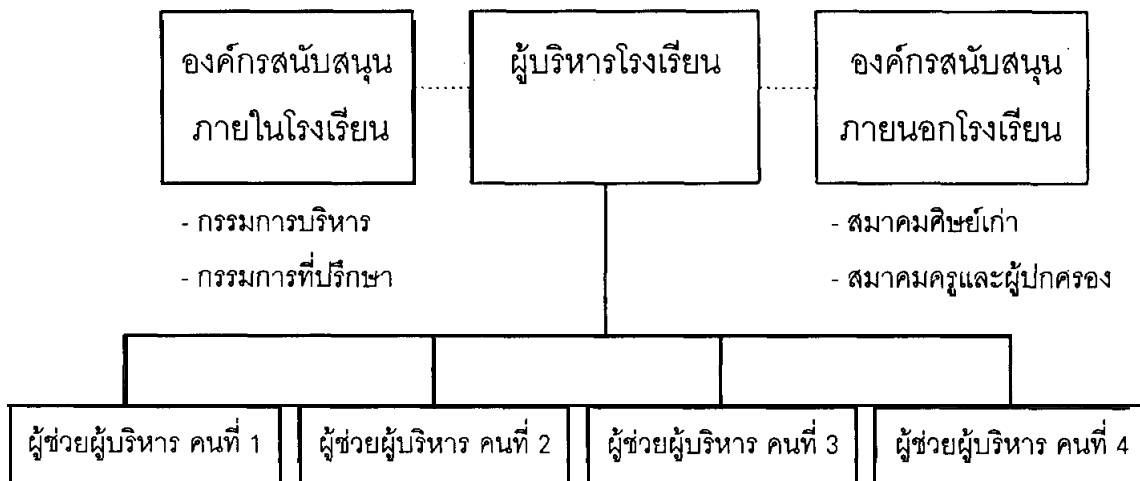 องค์กรสนับสนุน
ภายในโรงเรียน
ผู้บริหารโรงเรียน
องค์กรสนับสนุน
ภายนอกโรงเรียน
- กรรมการบริหาร
- กรรมการที่ปรึกษา
- สมาคมศิษย์เก่า
- สมาคมครูและผู้ปกครอง
ผู้ช่วยผู้บริหาร คนที่ 1
ผู้ช่วยผู้บริหาร คนที่ 2
ผู้ช่วยผู้บริหาร คนที่ 3
ผู้ช่วยผู้บริหาร คนที่ 4